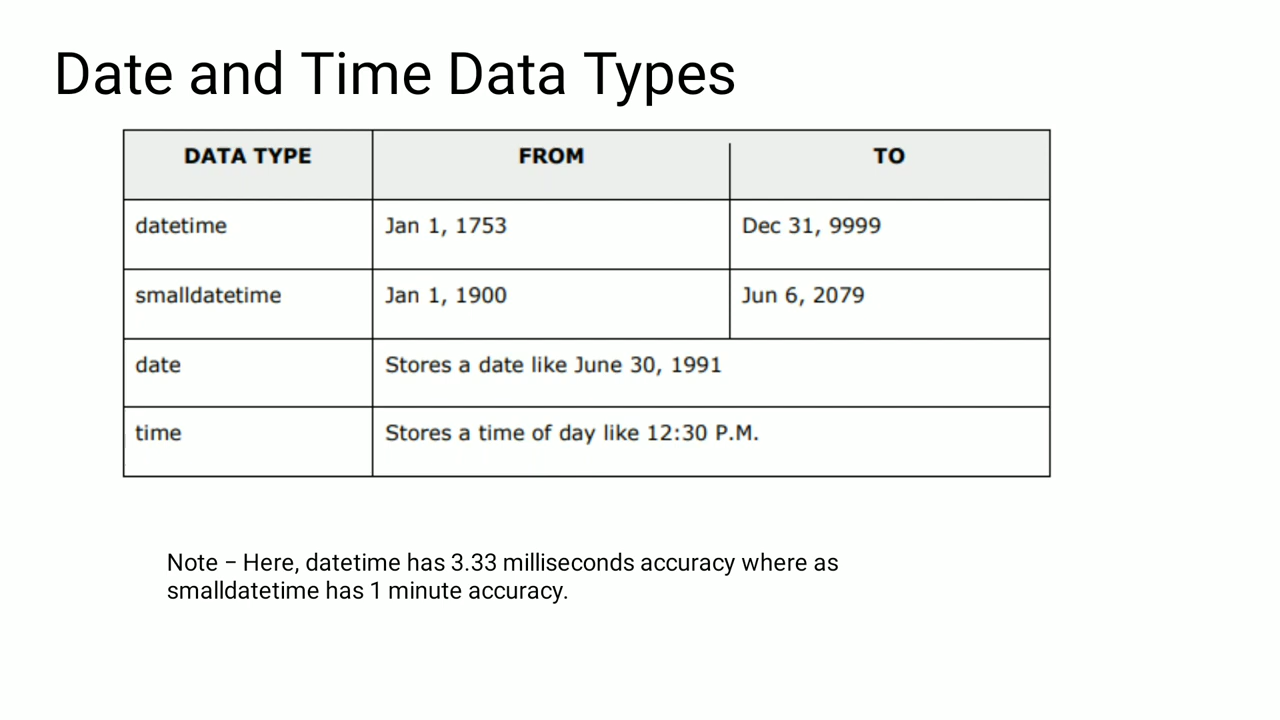 Date and Time Data Types
DATA TYPE FROM TO
datetime Jan 1, 1753 Dec 31, 9999
smalldatetime Jan 1, 1900 Jun 6, 2079
date Stores a date like June 30, 1991
time Stores a time of day like 12:30 P.M.
Note − Here, datetime has 3.33 milliseconds accuracy where as
smalldatetime has 1 minute accuracy.